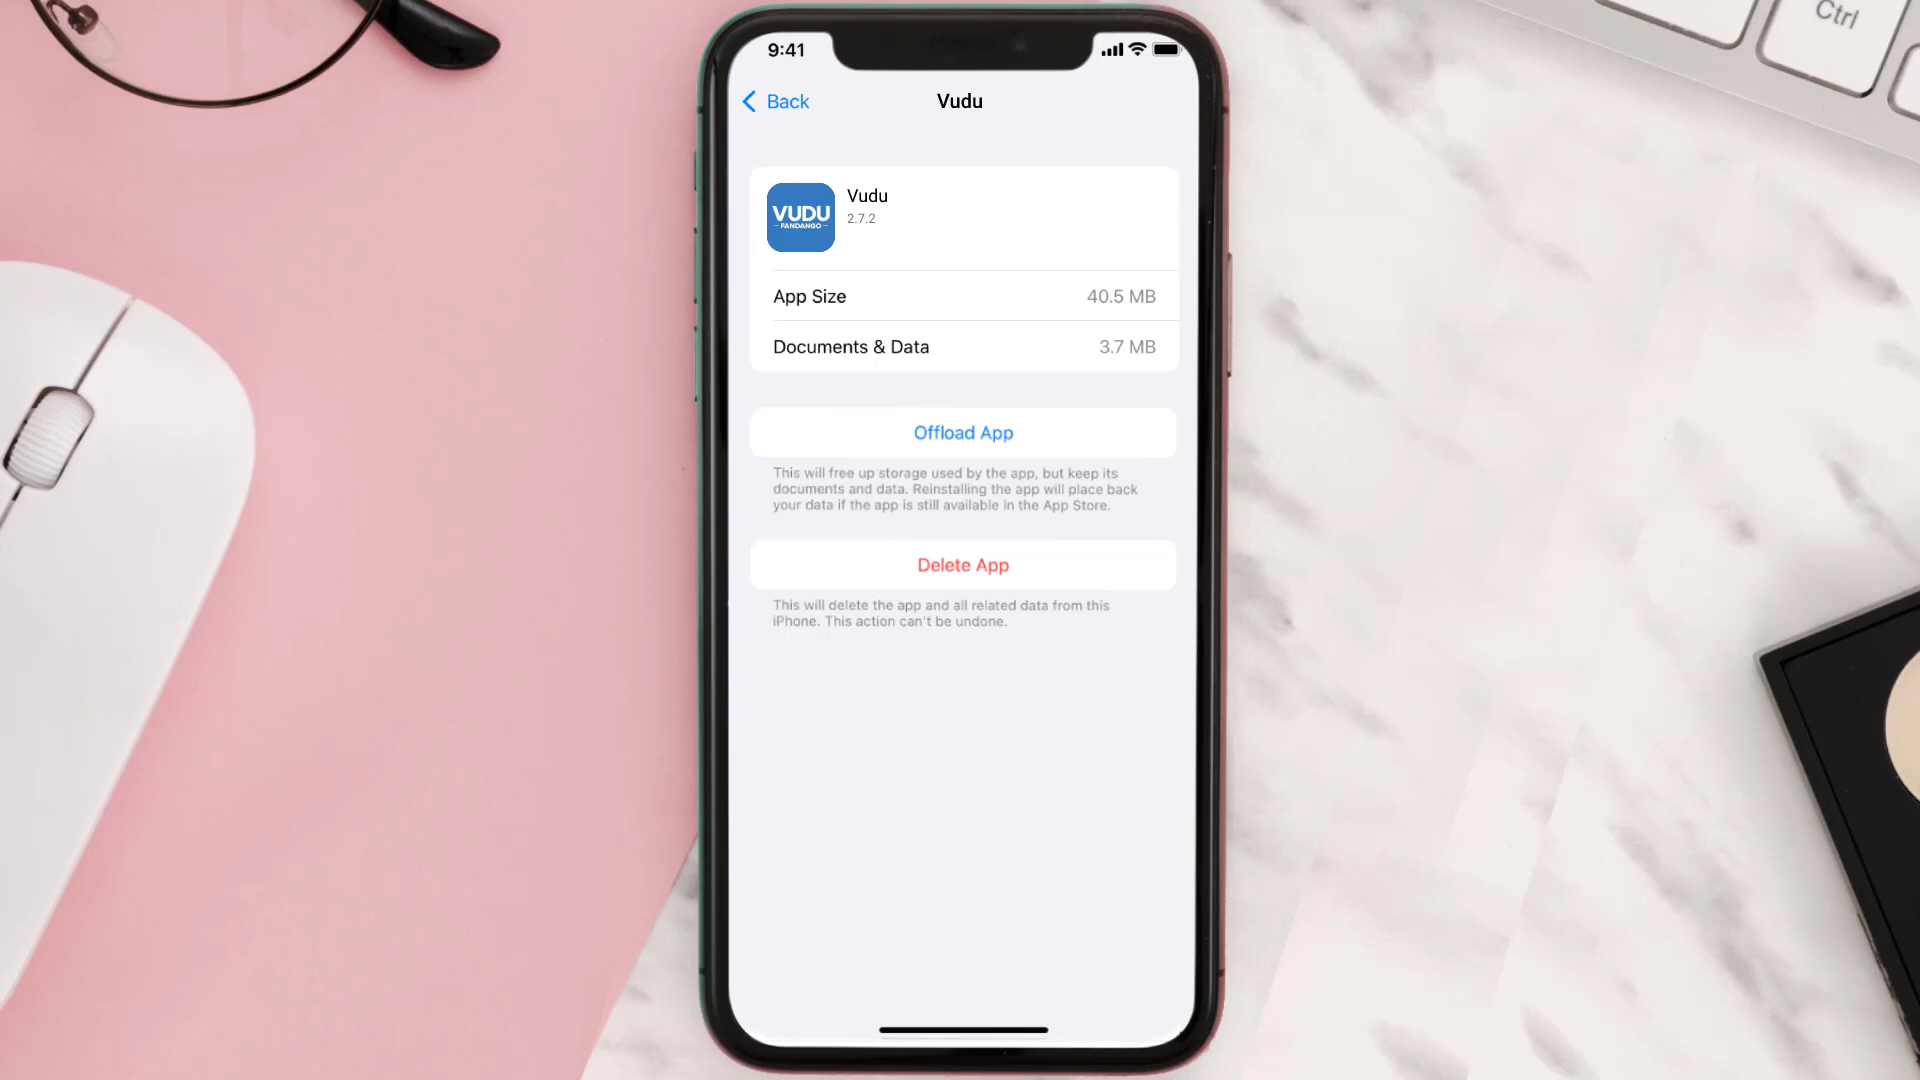 Ctrl
9:41
Back
Vudu
VUDU
FANDANGO
Vudu
2.7.2
App Size 40.5 MB
Documents & Data 3.7 MB
Offload App
This will free up storage used by the app, but keep its
documents and data. Reinstalling the app will place back
your data if the app is still available in the App Store.
Delete App
This will delete the app and all related data from this
iPhone. This action can't be undone.